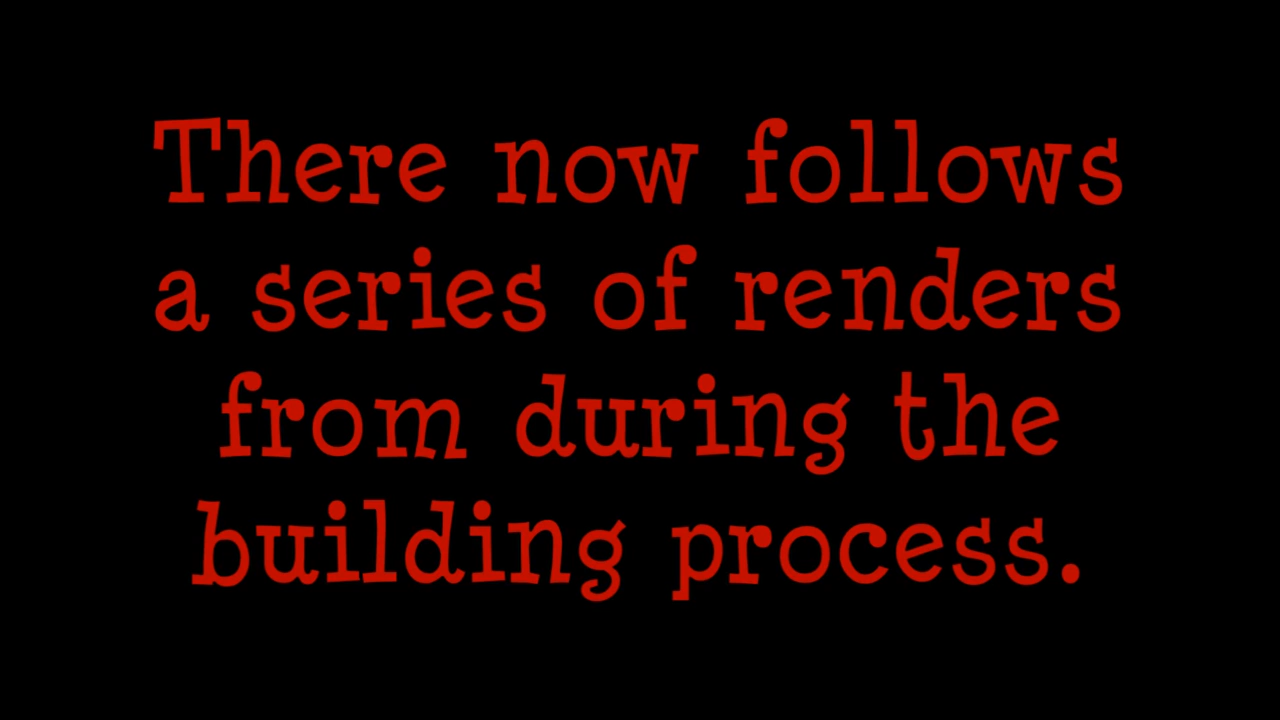 There now follows
a series of renders
from during the
building process.